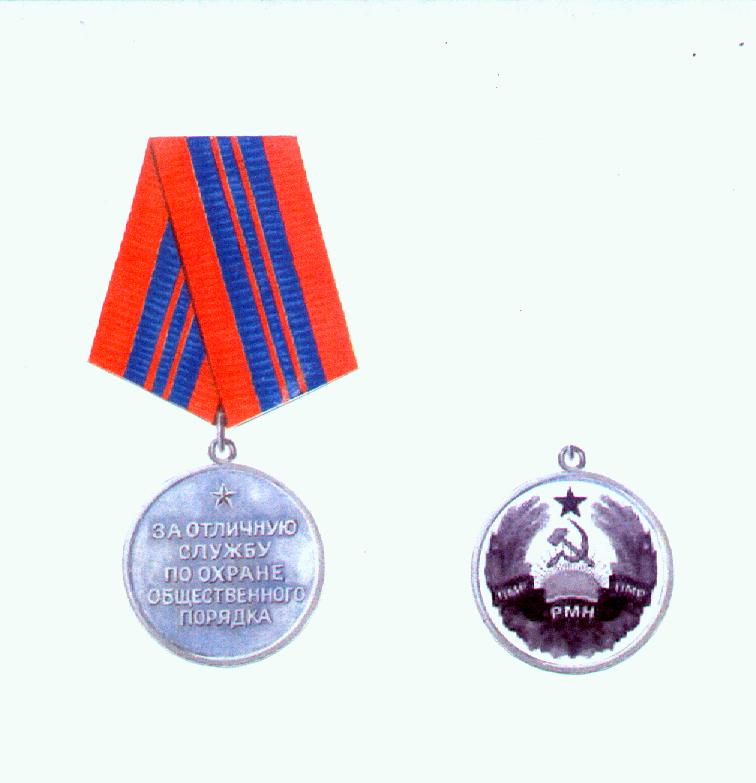 ЗА ОТЛИЧНУЮ
СЛУЖБУ
ПО ОХРАНЕ
ОБЩЕСТВЕННОГО
ПОРЯДКА
ПМР ПМР
РМН